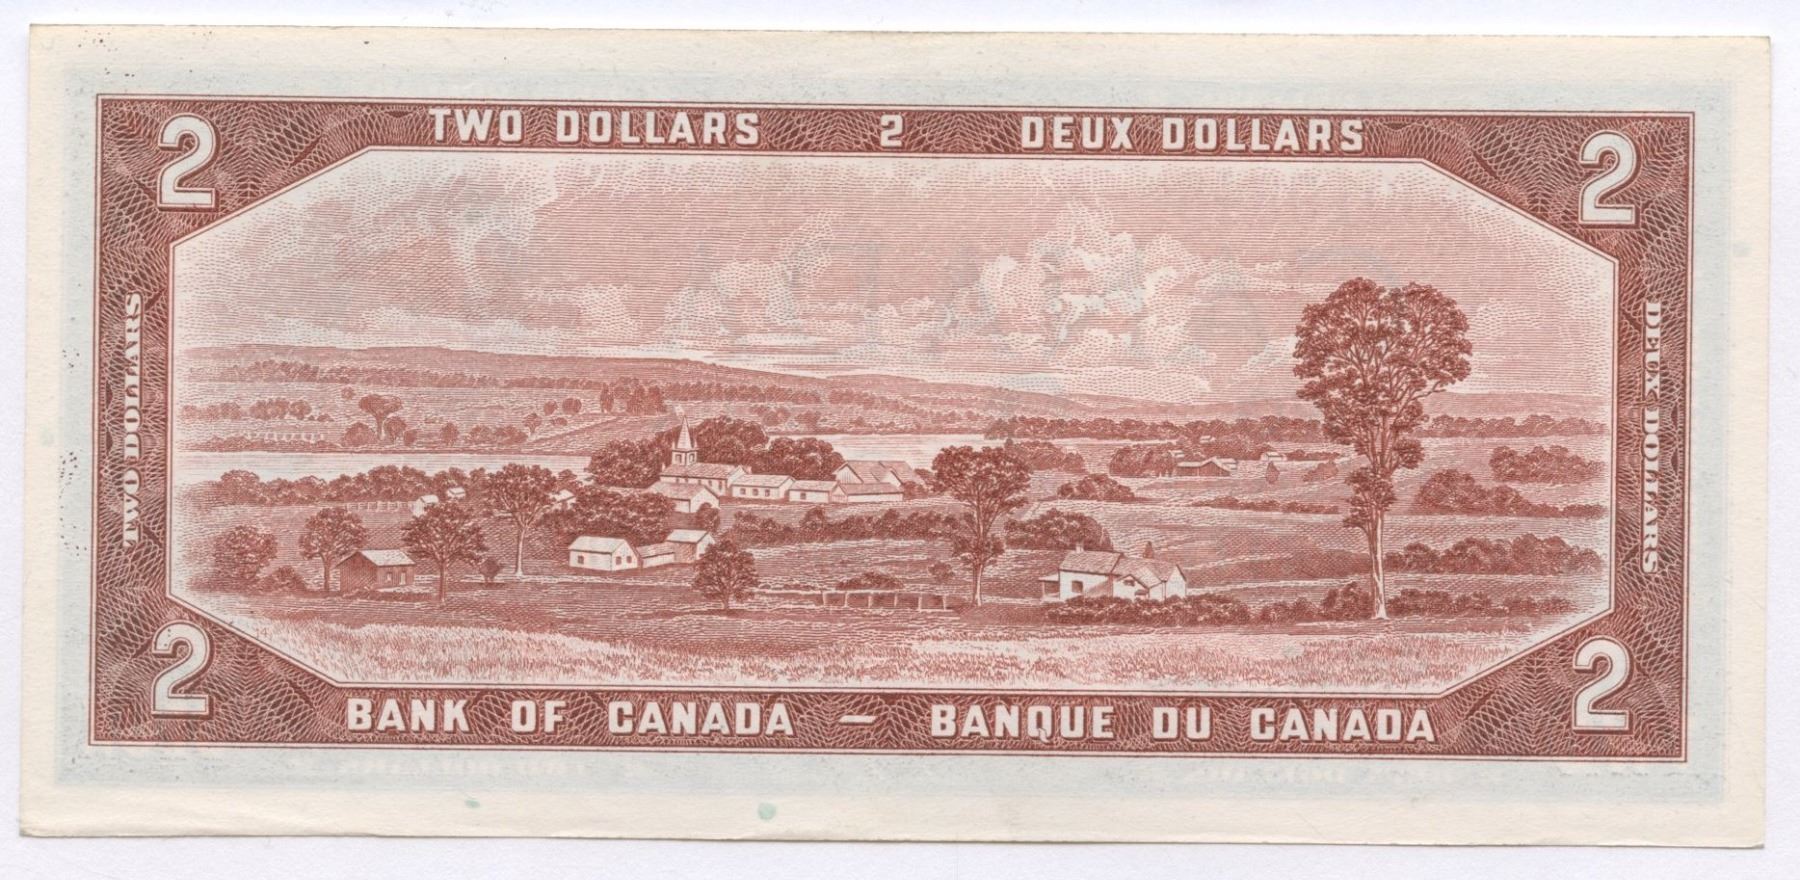 TWO DOLLARS 2 DEUX DOLLARS
2
2
TWO DOLLARS
DEUX DOLLARS
14
2
2
BANK OF CANADA – BANQUE DU CANADA